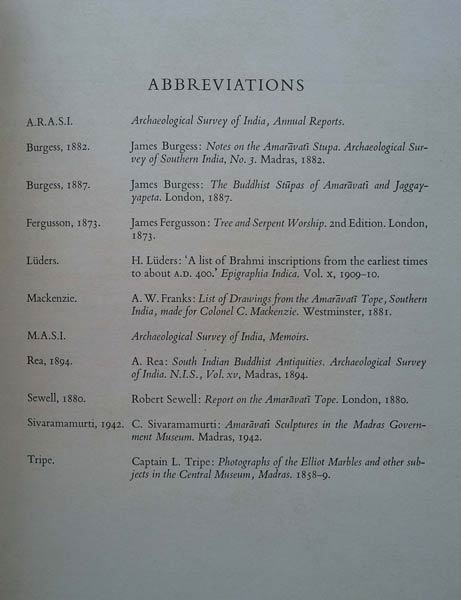 ABBREVIATIONS
A.R.A.S.I. Archaeological Survey of India, Annual Reports.
Burgess, 1882. James Burgess: Notes on the Amarāvatī Stupa. Archaeological Sur-
vey of Southern India, No. 3. Madras, 1882.
Burgess, 1887. James Burgess: The Buddhist Stūpas of Amarāvatī and Jaggay-
yapeta. London, 1887.
Fergusson, 1873. James Fergusson: Tree and Serpent Worship. 2nd Edition. London,
1873.
Lüders. H. Lüders: ‘A list of Brahmi inscriptions from the earliest times
to about A.D. 400.’ Epigraphia Indica. Vol. X, 1909–10.
Mackenzie. A. W. Franks: List of Drawings from the Amarāvatī Tope, Southern
India, made for Colonel C. Mackenzie. Westminster, 1881.
M.A.S.I. Archaeological Survey of India, Memoirs.
Rea, 1894. A. Rea: South Indian Buddhist Antiquities. Archaeological Survey
of India. N.I.S., Vol. xv, Madras, 1894.
Sewell, 1880. Robert Sewell: Report on the Amarāvatī Tope. London, 1880.
Sivaramamurti, 1942. C. Sivaramamurti: Amarāvatī Sculptures in the Madras Govern-
ment Museum. Madras, 1942.
Tripe. Captain L. Tripe: Photographs of the Elliot Marbles and other sub-
jects in the Central Museum, Madras. 1858–9.